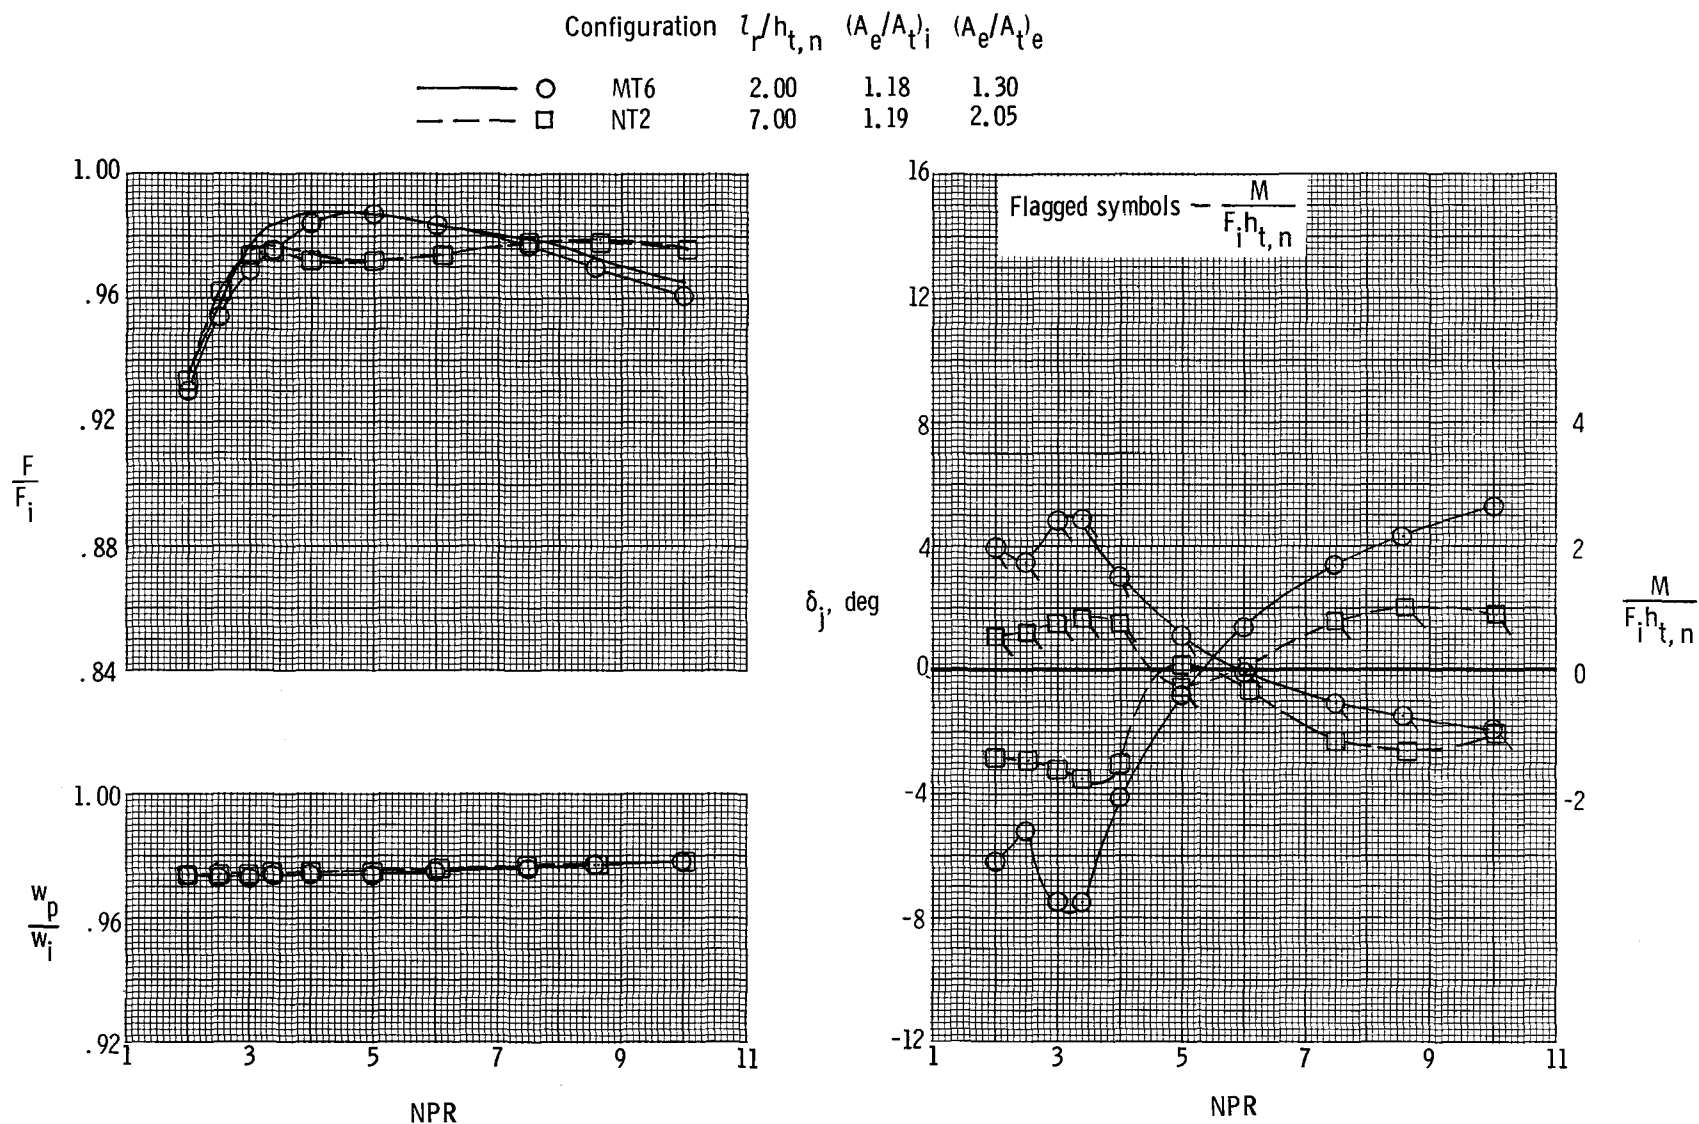 Configuration l_r/h_t,n (A_e/A_t)_i (A_e/A_t)_e
MT6 2.00 1.18 1.30
NT2 7.00 1.19 2.05
1.00
.96
.92
.88
.84
F
F_i
1.00
.96
.92
w_p
w_i
1 3 5 7 9 11
NPR
Flagged symbols – M
F_i h_t,n
16
12
8
4
0
-4
-8
-12
δ_j, deg
4
2
0
-2
M
F_i h_t,n
1 3 5 7 9 11
NPR